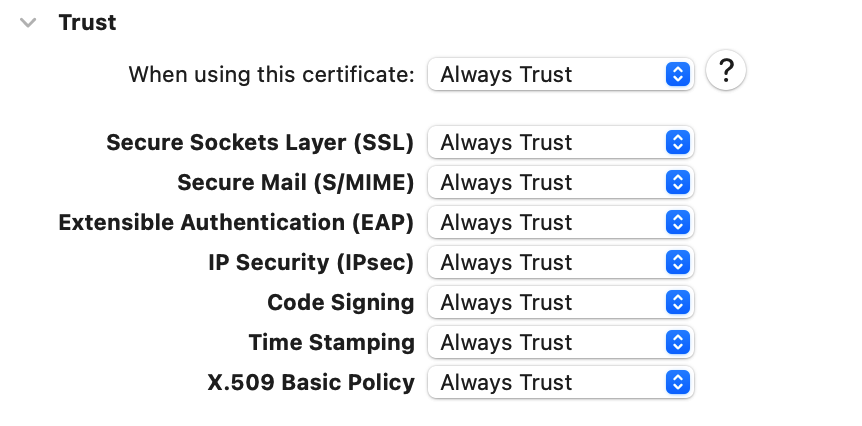 Trust
When using this certificate: Always Trust ?
Secure Sockets Layer (SSL) Always Trust
Secure Mail (S/MIME) Always Trust
Extensible Authentication (EAP) Always Trust
IP Security (IPsec) Always Trust
Code Signing Always Trust
Time Stamping Always Trust
X.509 Basic Policy Always Trust